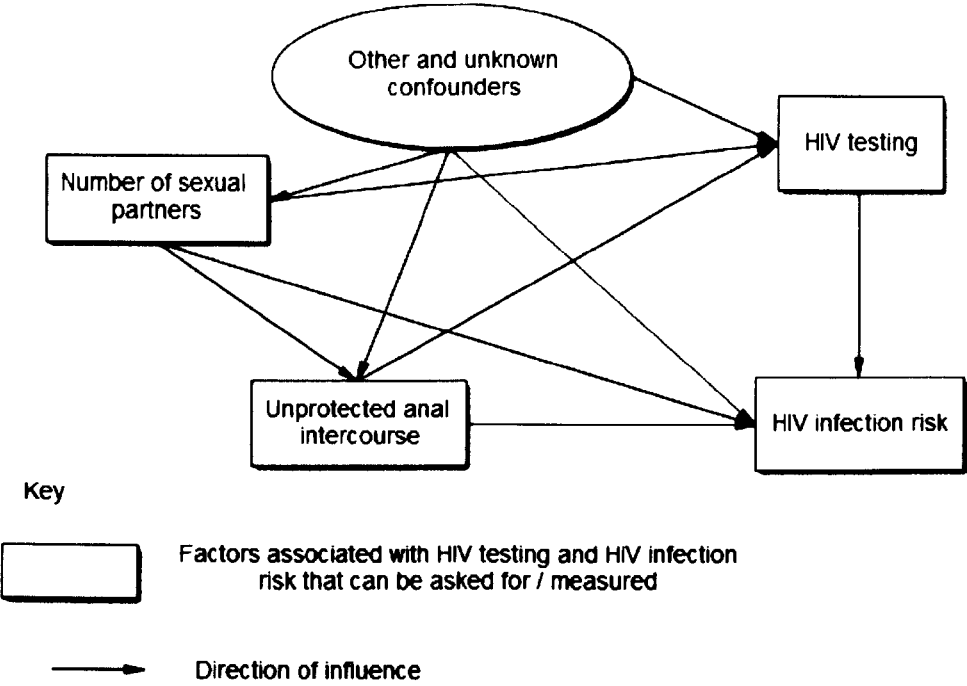 Other and unknown
confounders
HIV testing
Number of sexual
partners
Unprotected anal
intercourse
HIV infection risk
Key
Factors associated with HIV testing and HIV infection
risk that can be asked for / measured
Direction of influence